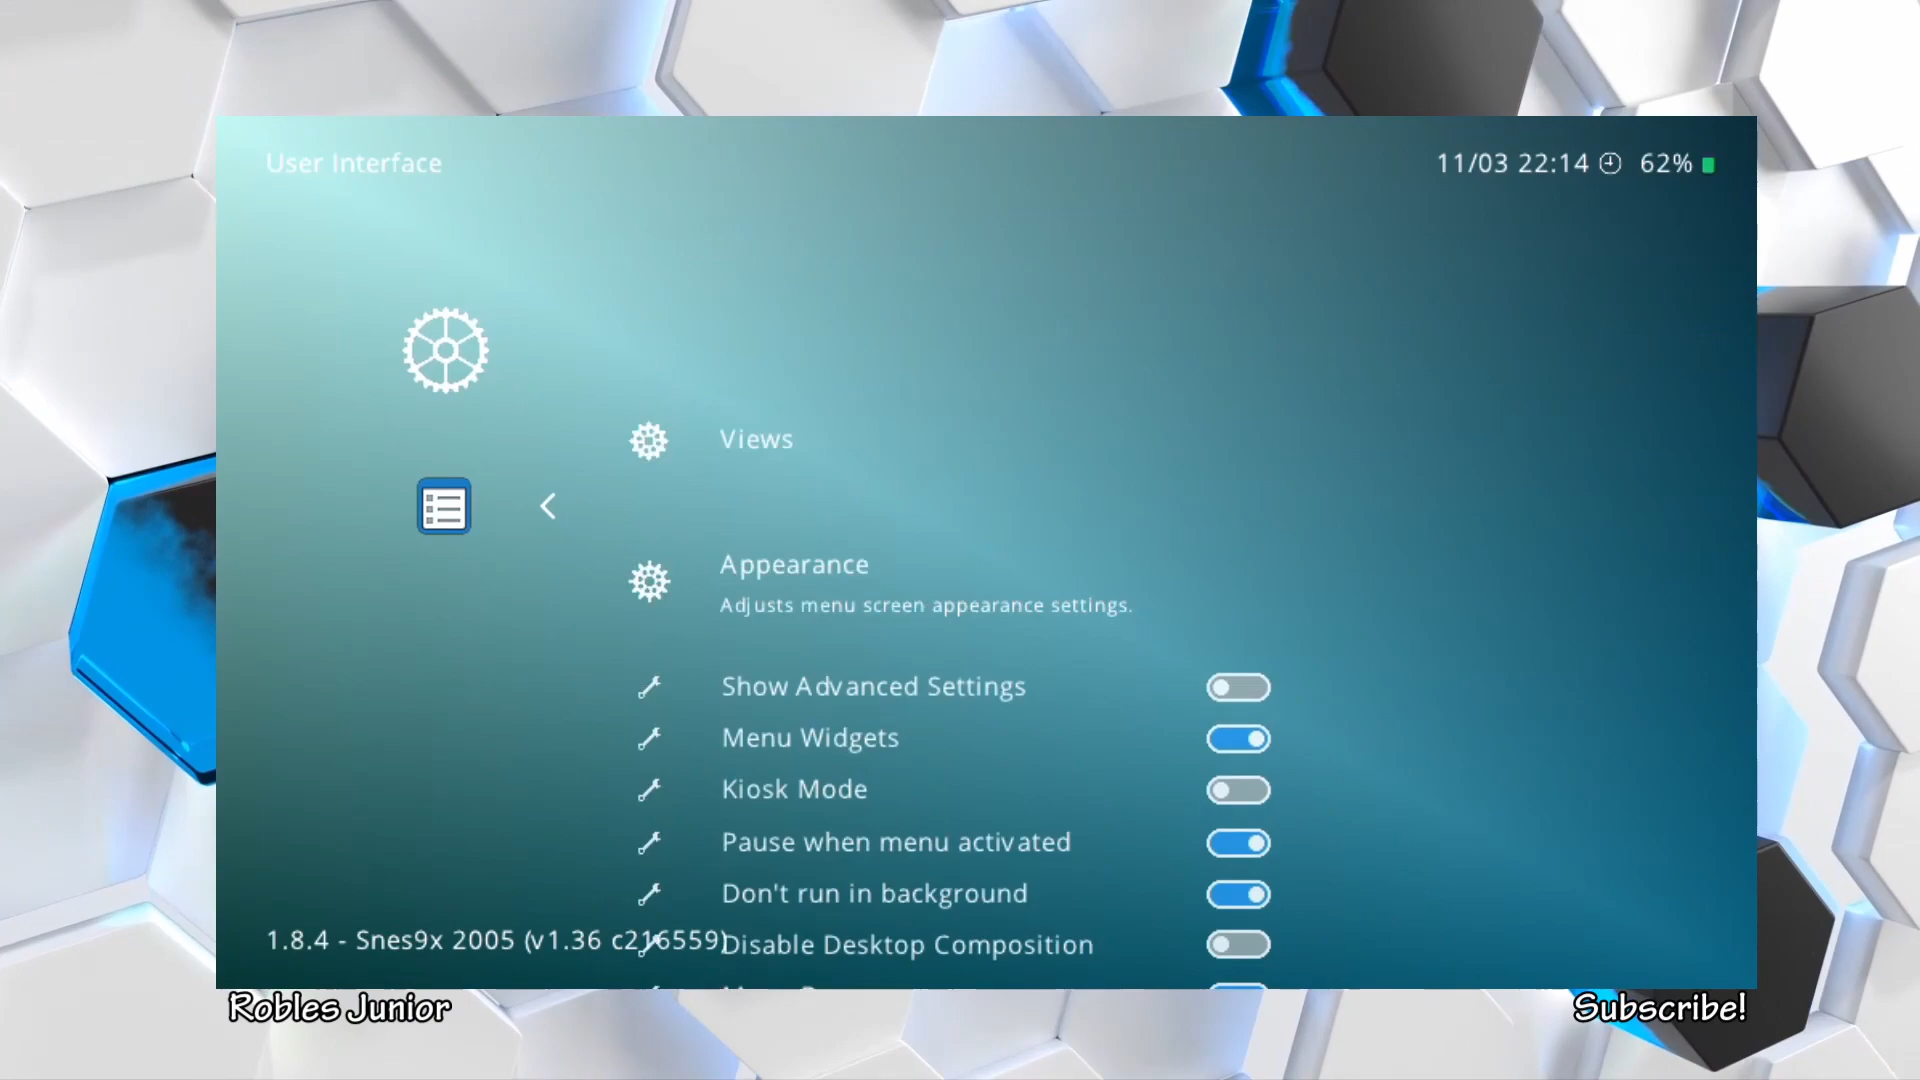 User Interface
11/03 22:14 62%
Views
Appearance
Adjusts menu screen appearance settings.
Show Advanced Settings
Menu Widgets
Kiosk Mode
Pause when menu activated
Don't run in background
1.8.4 - Snes9x 2005 (v1.36 c216559)
Disable Desktop Composition
Robles Junior
Subscribe!